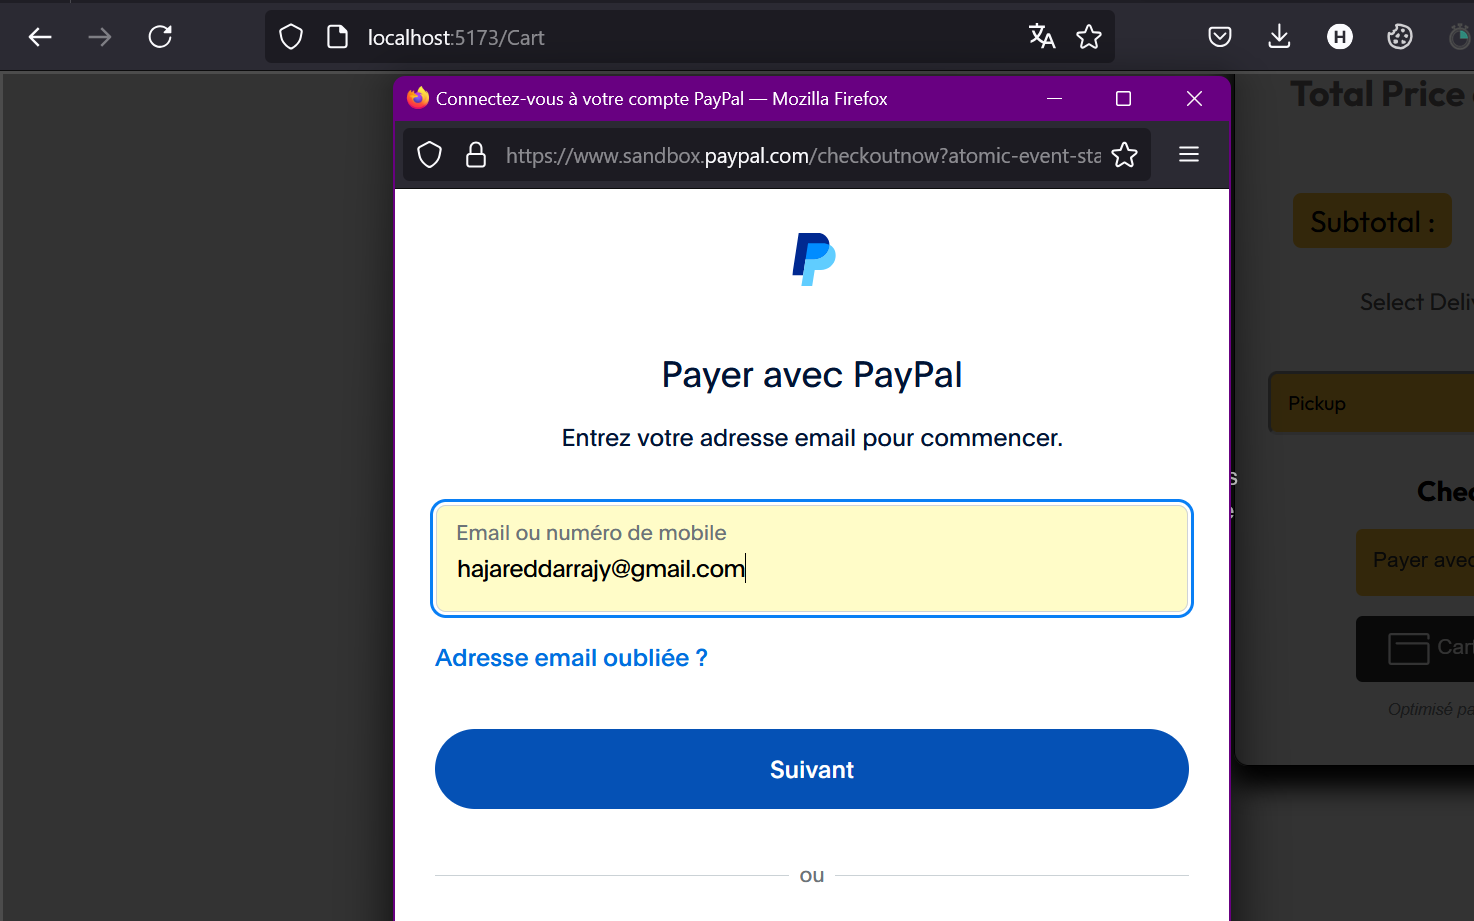 localhost:5173/Cart
H
Connectez-vous à votre compte PayPal — Mozilla Firefox
https://www.sandbox.paypal.com/checkoutnow?atomic-event-sta
Payer avec PayPal
Entrez votre adresse email pour commencer.
Email ou numéro de mobile
hajareddarrajy@gmail.com
Adresse email oubliée ?
Suivant
ou
Total Price
Subtotal :
Select Deli
Pickup
Chec
Payer avec
Cart
Optimisé pa